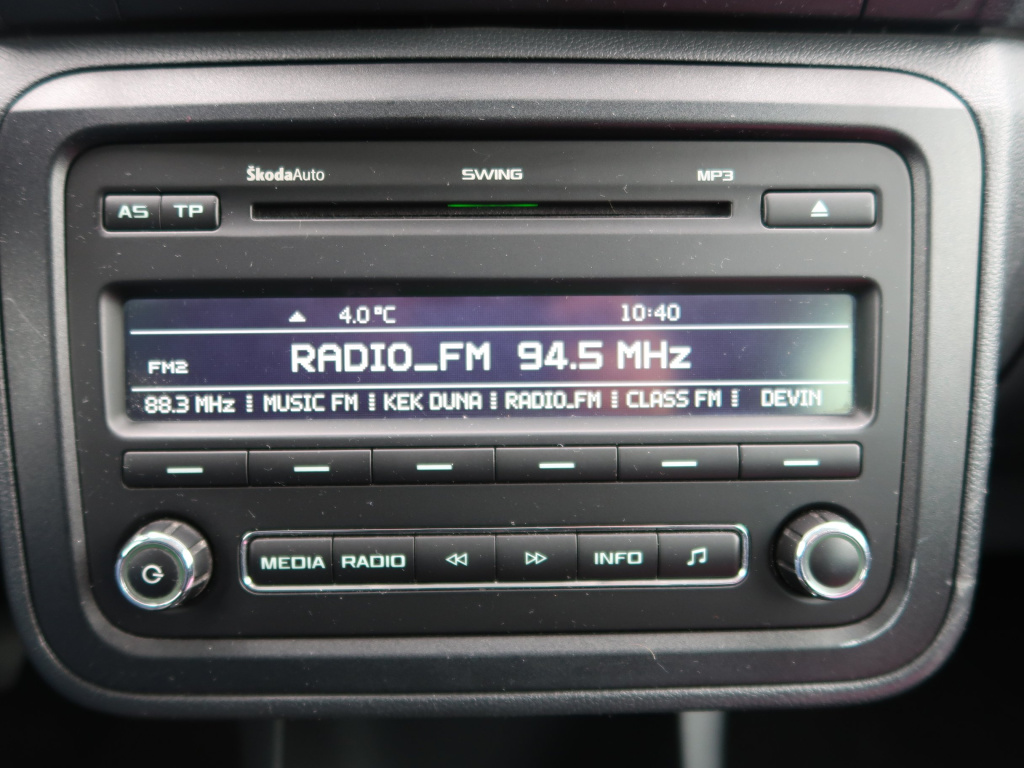 ŠkodaAuto SWING MP3
AS TP
4.0°C 10:40
FM2 RADIO_FM 94.5 MHz
88.3 MHz MUSIC FM KEK DUNA RADIO_FM CLASS FM DEVIN
MEDIA RADIO INFO